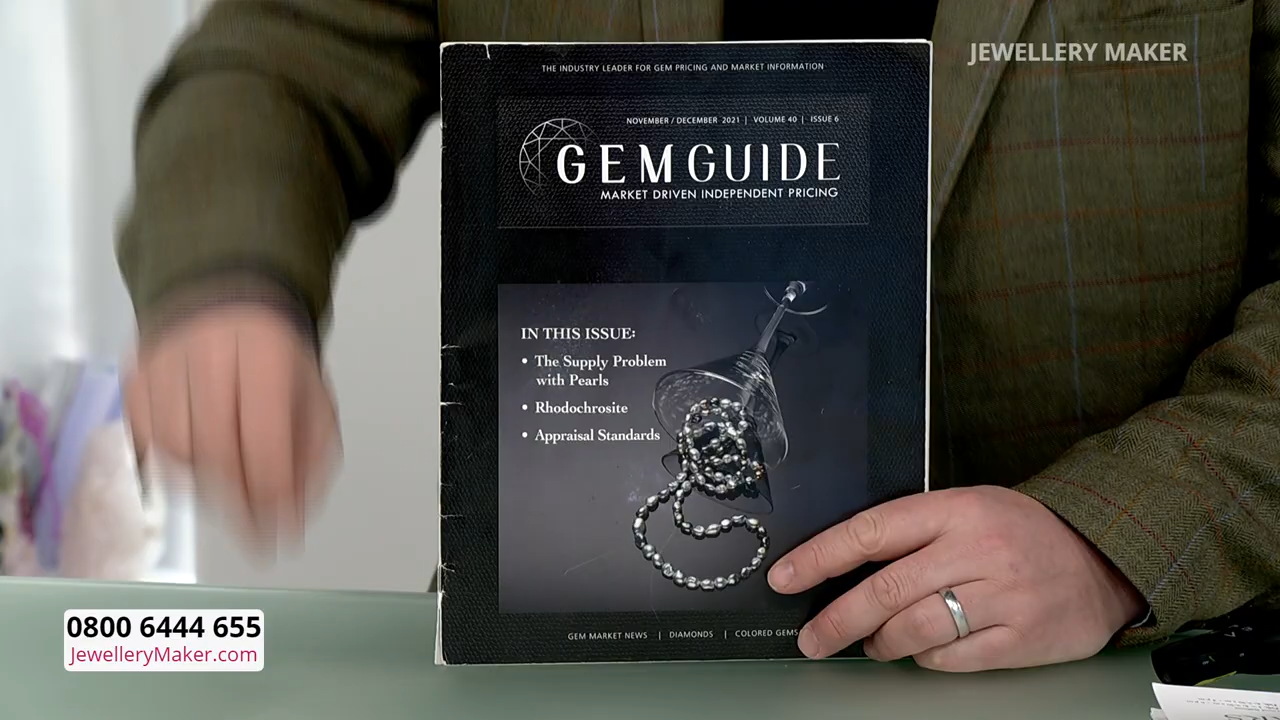 JEWELLERY MAKER
THE INDUSTRY LEADER FOR GEM PRICING AND MARKET INFORMATION
NOVEMBER / DECEMBER 2021 | VOLUME 40 | ISSUE 6
GEMGUIDE
MARKET DRIVEN INDEPENDENT PRICING
IN THIS ISSUE:
• The Supply Problem
with Pearls
• Rhodochrosite
• Appraisal Standards
GEM MARKET NEWS | DIAMONDS | COLORED GEMS
0800 6444 655
JewelleryMaker.com